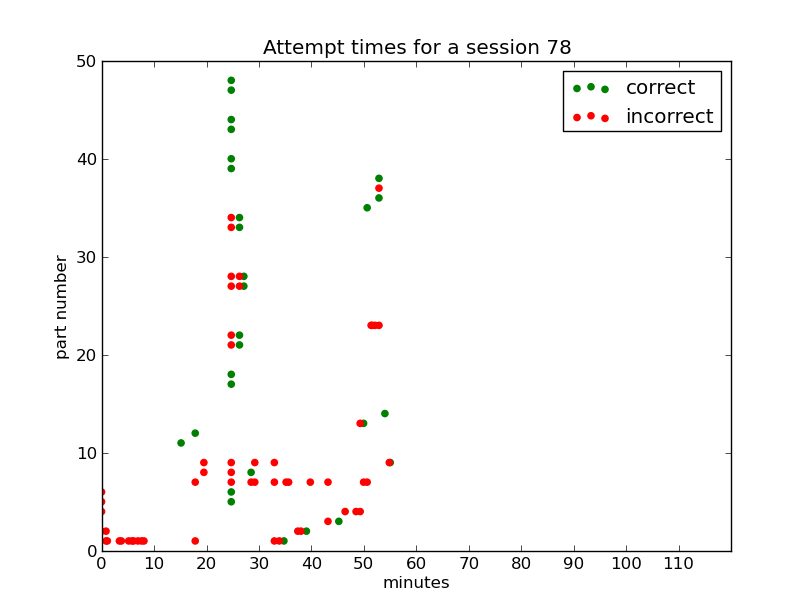 Attempt times for a session 78
correct
incorrect
part number
50
40
30
20
10
0
0 10 20 30 40 50 60 70 80 90 100 110
minutes